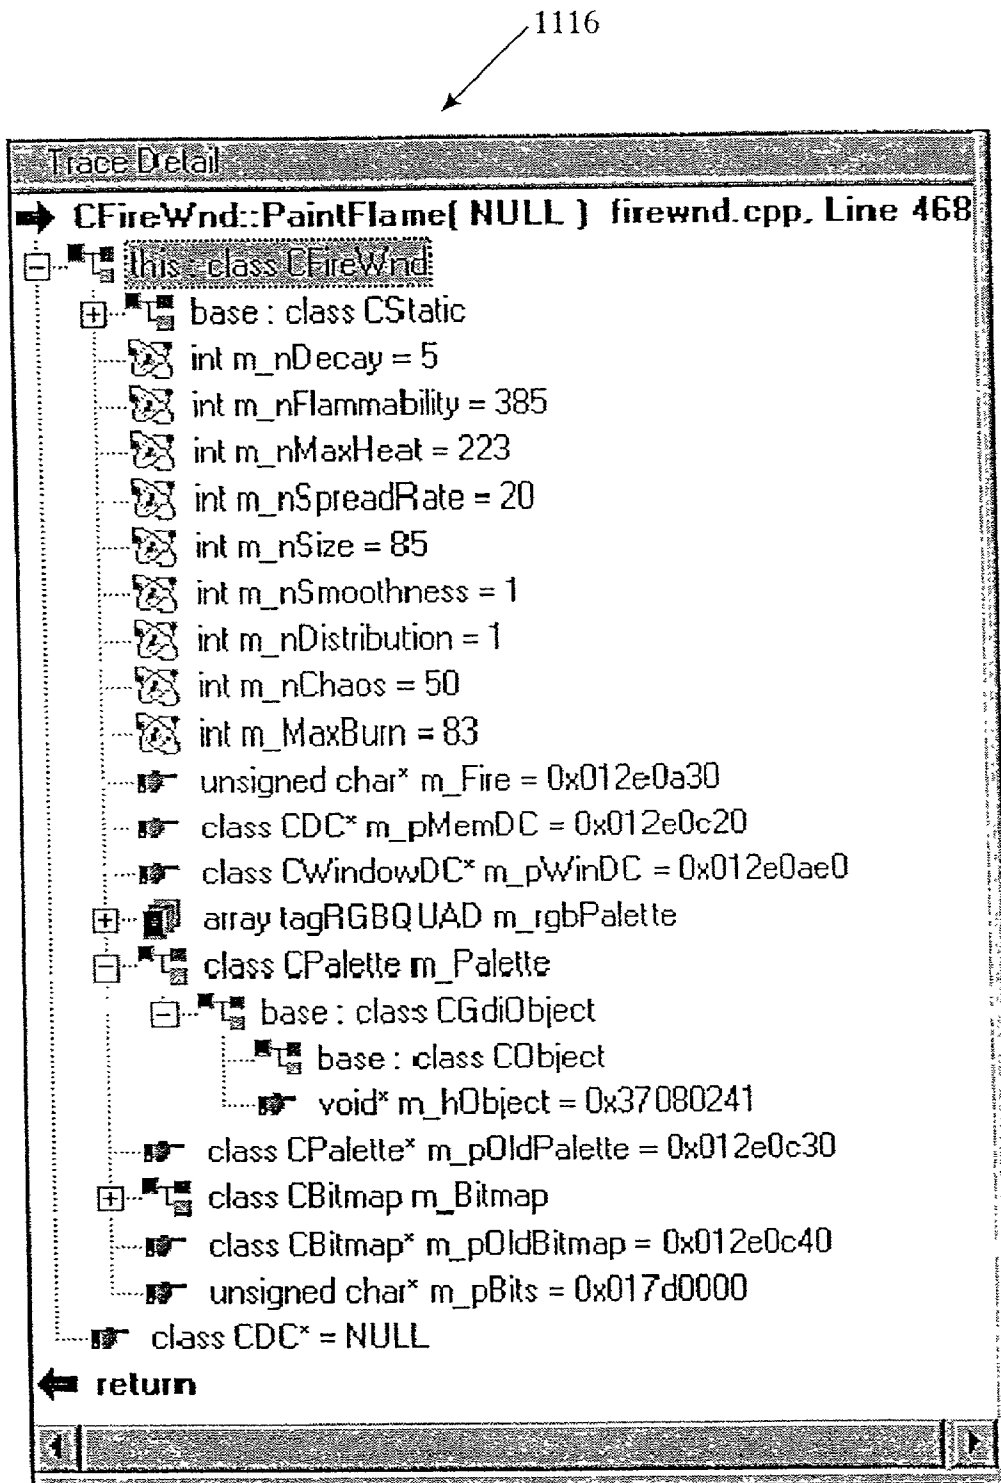 1116
Trace Detail
CFireWnd::PaintFlame( NULL ) firewnd.cpp, Line 468
this : class CFireWnd
base : class CStatic
int m_nDecay = 5
int m_nFlammability = 385
int m_nMaxHeat = 223
int m_nSpreadRate = 20
int m_nSize = 85
int m_nSmoothness = 1
int m_nDistribution = 1
int m_nChaos = 50
int m_MaxBurn = 83
unsigned char* m_Fire = 0x012e0a30
class CDC* m_pMemDC = 0x012e0c20
class CWindowDC* m_pWinDC = 0x012e0ae0
array tagRGBQUAD m_rgbPalette
class CPalette m_Palette
base : class CGdiObject
base : class CObject
void* m_hObject = 0x37080241
class CPalette* m_pOldPalette = 0x012e0c30
class CBitmap m_Bitmap
class CBitmap* m_pOldBitmap = 0x012e0c40
unsigned char* m_pBits = 0x017d0000
class CDC* = NULL
return